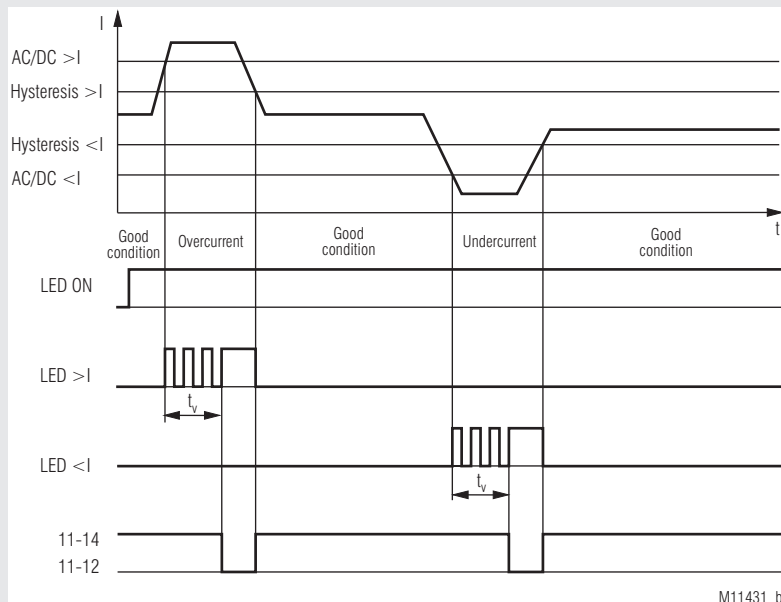 I
AC/DC >I
Hysteresis >I
Hysteresis <I
AC/DC <I
t
Good
condition
Overcurrent
Good
condition
Undercurrent
Good
condition
LED ON
LED >I
tv
LED <I
tv
11-14
11-12
M11431_b